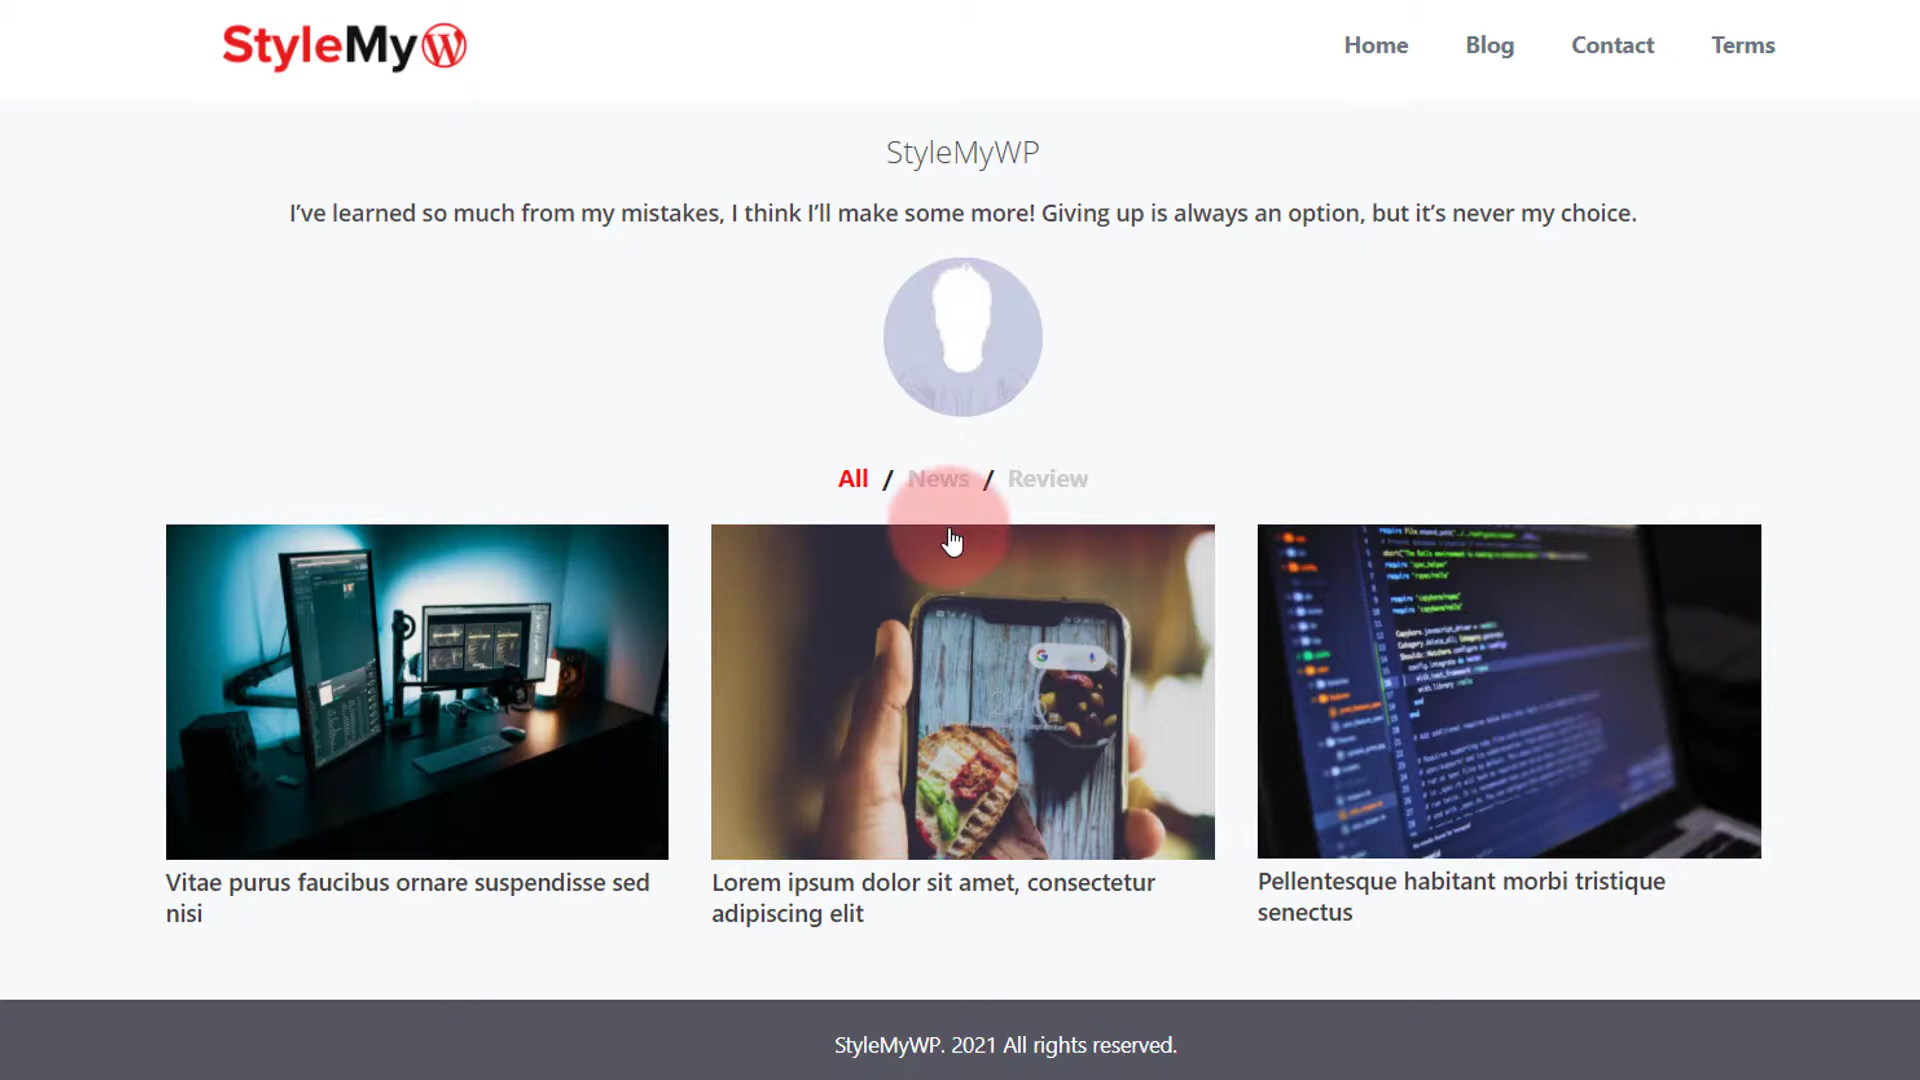 StyleMyW
Home Blog Contact Terms
StyleMyWP
I’ve learned so much from my mistakes, I think I’ll make some more! Giving up is always an option, but it’s never my choice.
All / News / Review
Vitae purus faucibus ornare suspendisse sed
nisi
Lorem ipsum dolor sit amet, consectetur
adipiscing elit
Pellentesque habitant morbi tristique
senectus
StyleMyWP. 2021 All rights reserved.